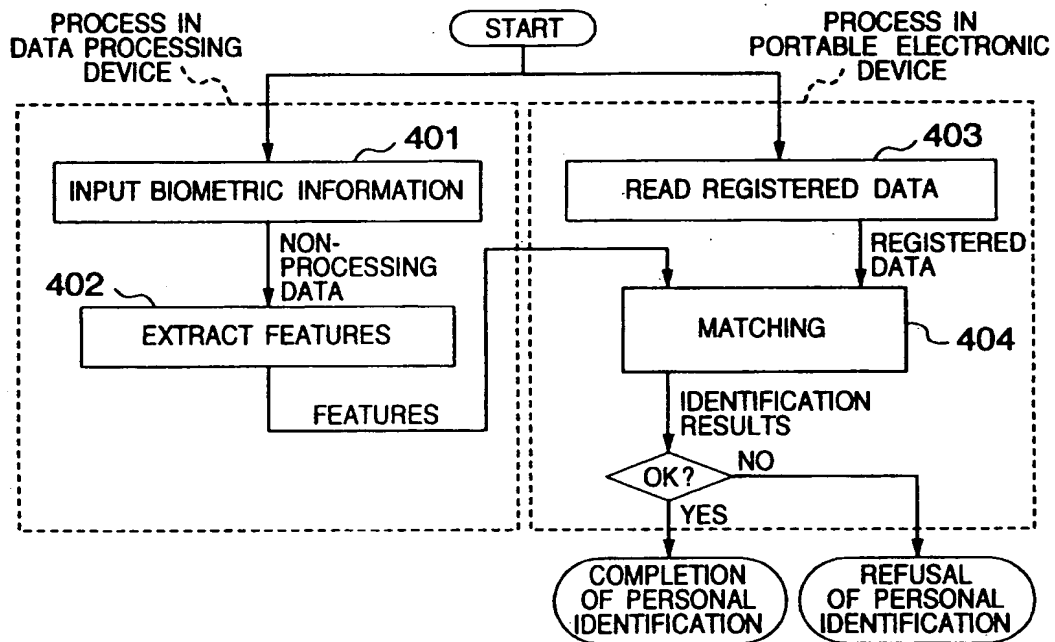 PROCESS IN
DATA PROCESSING
DEVICE
START
PROCESS IN
PORTABLE ELECTRONIC
DEVICE
401
INPUT BIOMETRIC INFORMATION
403
READ REGISTERED DATA
NON-
PROCESSING
DATA
REGISTERED
DATA
402
EXTRACT FEATURES
MATCHING
404
FEATURES
IDENTIFICATION
RESULTS
OK?
NO
YES
COMPLETION
OF PERSONAL
IDENTIFICATION
REFUSAL
OF PERSONAL
IDENTIFICATION